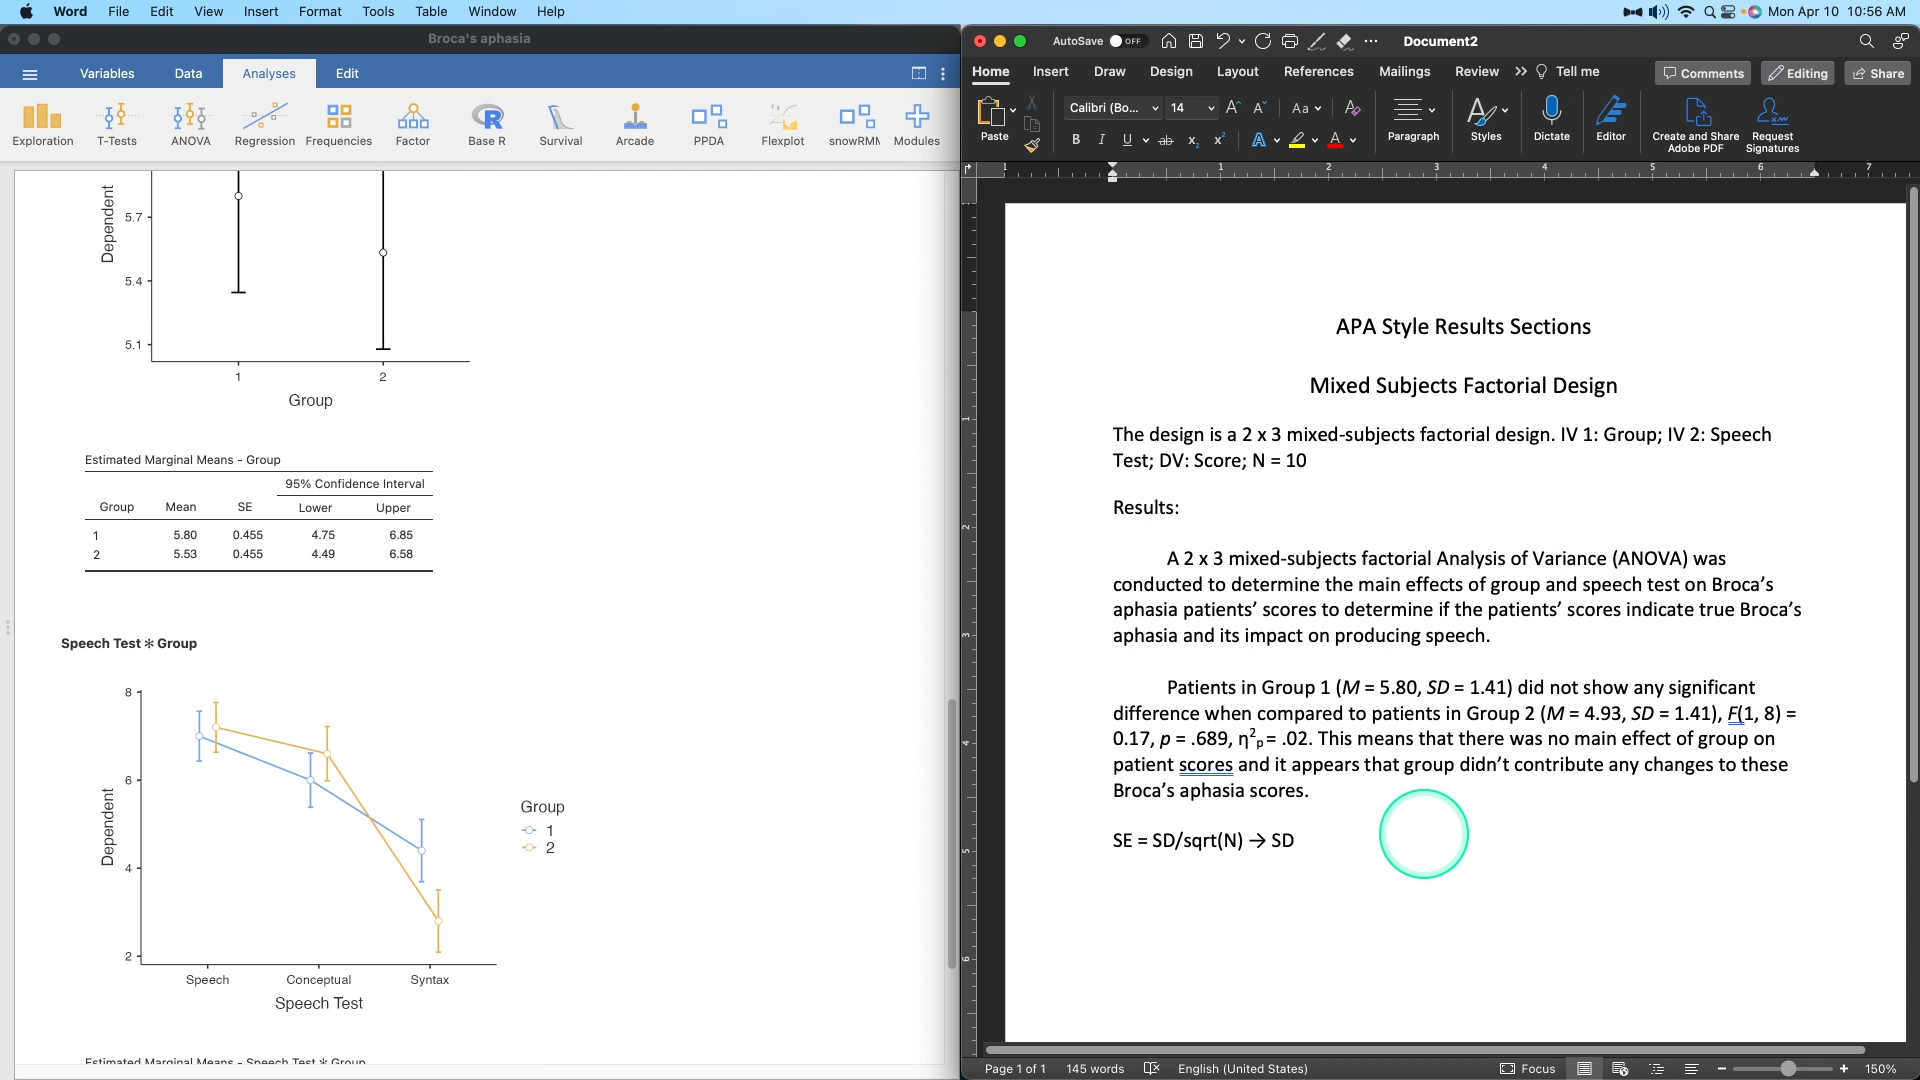 Word File Edit View Insert Format Tools Table Window Help
Mon Apr 10 10:56 AM
Broca's aphasia
Variables Data Analyses Edit
Exploration T-Tests ANOVA Regression Frequencies Factor Base R Survival Arcade PPDA Flexplot snowRMM Modules
Dependent
5.7
5.4
5.1
1 2
Group
Estimated Marginal Means - Group
95% Confidence Interval
Group Mean SE Lower Upper
1 5.80 0.455 4.75 6.85
2 5.53 0.455 4.49 6.58
Speech Test ✻ Group
Dependent
8
6
4
2
Speech Conceptual Syntax
Speech Test
Group
1
2
Estimated Marginal Means - Speech Test ✻ Group
AutoSave OFF Document2
Home Insert Draw Design Layout References Mailings Review Tell me Comments Editing Share
Paste Calibri (Bo... 14 Paragraph Styles Dictate Editor Create and Share Adobe PDF Request Signatures
1 1 2 3 4 5 6 7
1
2
3
4
5
6
APA Style Results Sections
Mixed Subjects Factorial Design
The design is a 2 x 3 mixed-subjects factorial design. IV 1: Group; IV 2: Speech
Test; DV: Score; N = 10
Results:
A 2 x 3 mixed-subjects factorial Analysis of Variance (ANOVA) was
conducted to determine the main effects of group and speech test on Broca's
aphasia patients' scores to determine if the patients' scores indicate true Broca's
aphasia and its impact on producing speech.
Patients in Group 1 (M = 5.80, SD = 1.41) did not show any significant
difference when compared to patients in Group 2 (M = 4.93, SD = 1.41), F(1, 8) =
0.17, p = .689, η²p = .02. This means that there was no main effect of group on
patient scores and it appears that group didn't contribute any changes to these
Broca's aphasia scores.
SE = SD/sqrt(N) → SD
Page 1 of 1 145 words English (United States) Focus 150%